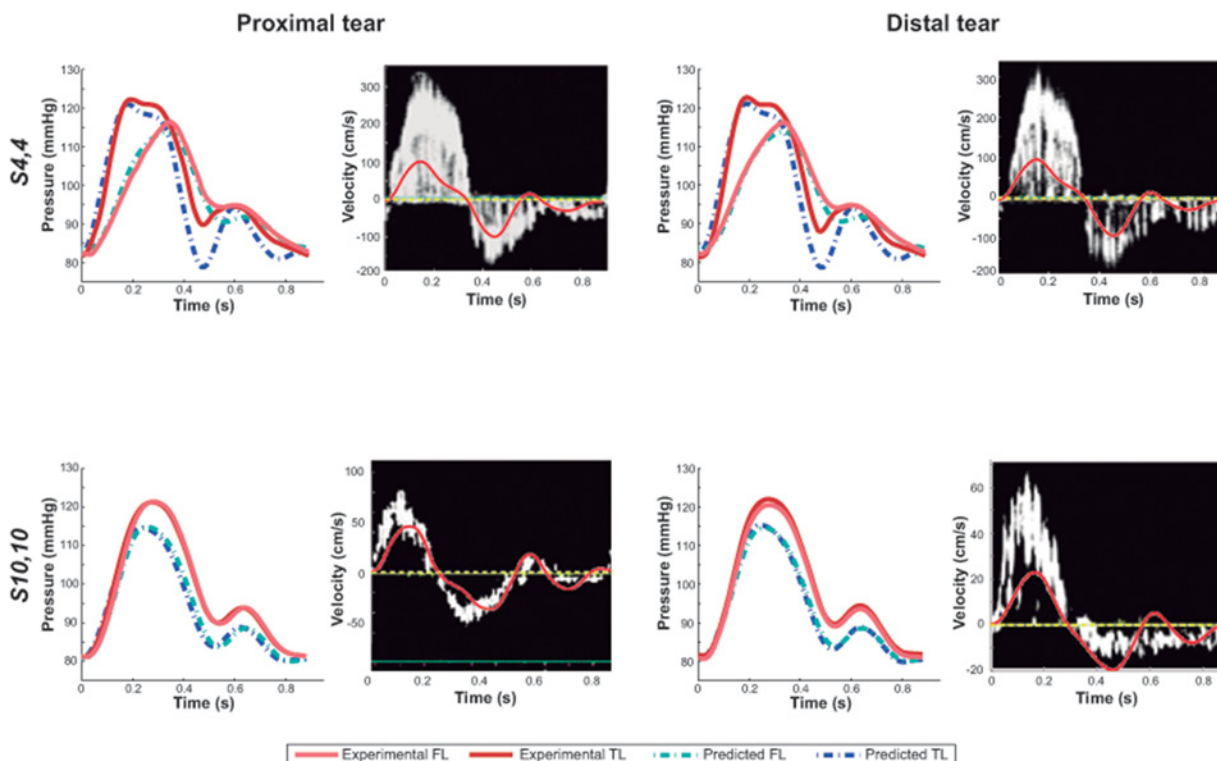 Proximal tear
Distal tear
S4,4
Pressure (mmHg)
130
120
110
100
90
80
0 0.2 0.4 0.6 0.8
Time (s)
Velocity (cm/s)
300
200
100
0
-100
-200
0 0.2 0.4 0.6 0.8
Time (s)
Pressure (mmHg)
130
120
110
100
90
80
0 0.2 0.4 0.6 0.8
Time (s)
Velocity (cm/s)
300
200
100
0
-100
-200
0 0.2 0.4 0.6 0.8
Time (s)
S10,10
Pressure (mmHg)
130
120
110
100
90
80
0 0.2 0.4 0.6 0.8
Time (s)
Velocity (cm/s)
100
50
0
-50
0 0.2 0.4 0.6 0.8
Time (s)
Pressure (mmHg)
130
120
110
100
90
80
0 0.2 0.4 0.6 0.8
Time (s)
Velocity (cm/s)
60
40
20
0
-20
0 0.2 0.4 0.6 0.8
Time (s)
Experimental FL Experimental TL Predicted FL Predicted TL